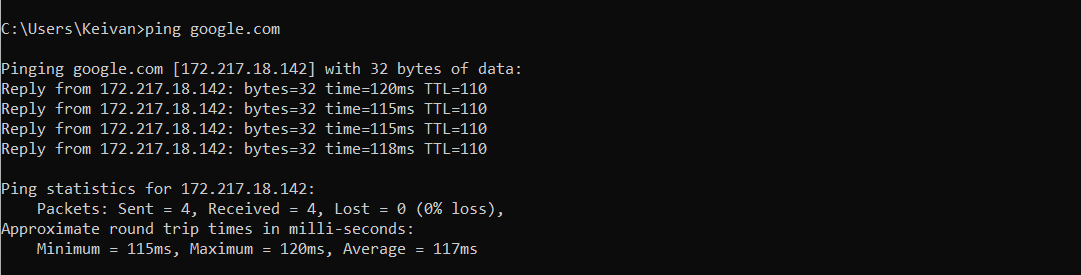 C:\Users\Keivan>ping google.com
Pinging google.com [172.217.18.142] with 32 bytes of data:
Reply from 172.217.18.142: bytes=32 time=120ms TTL=110
Reply from 172.217.18.142: bytes=32 time=115ms TTL=110
Reply from 172.217.18.142: bytes=32 time=115ms TTL=110
Reply from 172.217.18.142: bytes=32 time=118ms TTL=110
Ping statistics for 172.217.18.142:
    Packets: Sent = 4, Received = 4, Lost = 0 (0% loss),
Approximate round trip times in milli-seconds:
    Minimum = 115ms, Maximum = 120ms, Average = 117ms